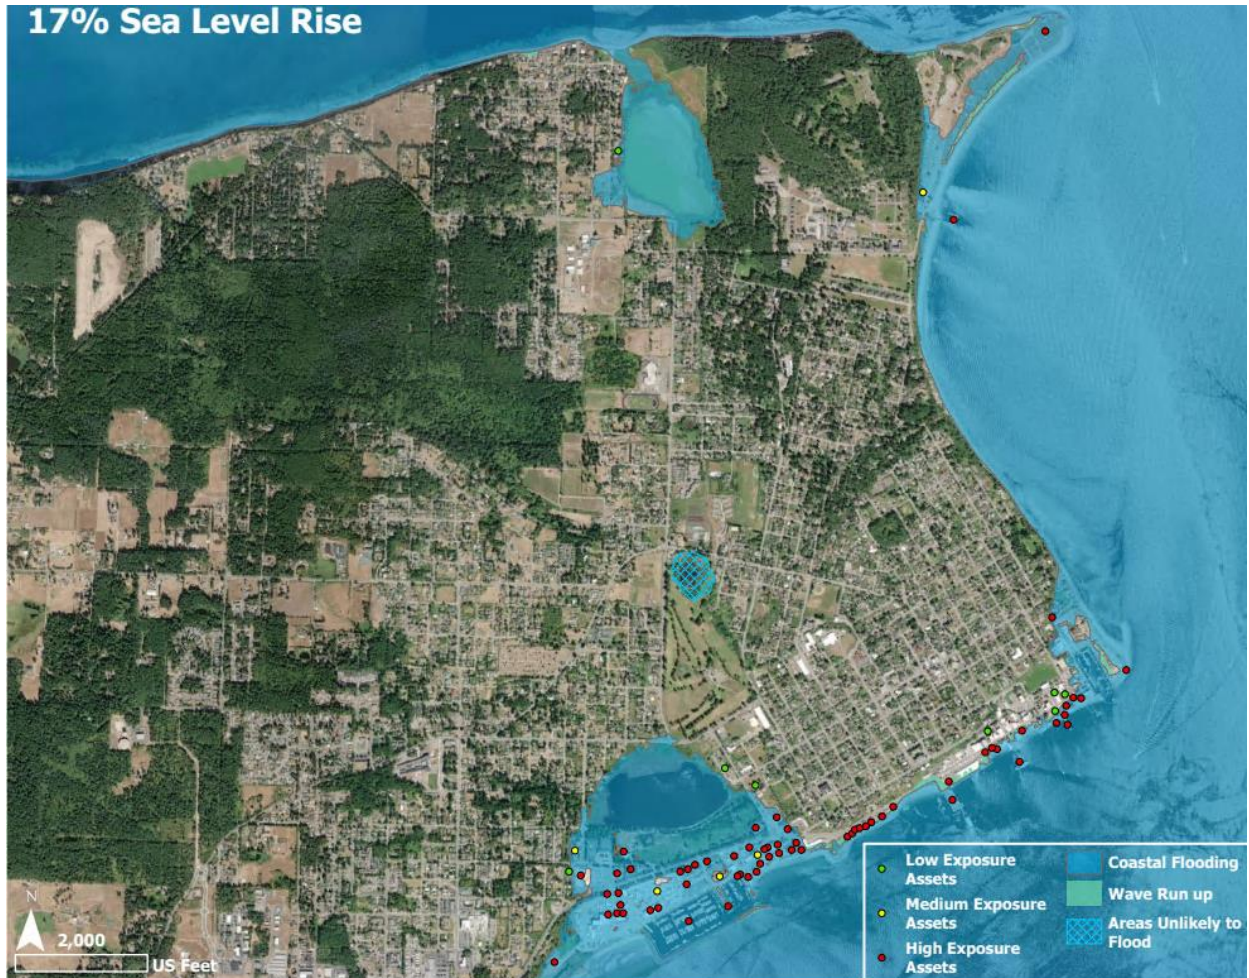 17% Sea Level Rise
N
2,000
US Feet
Low Exposure
Assets
Medium Exposure
Assets
High Exposure
Assets
Coastal Flooding
Wave Run up
Areas Unlikely to
Flood